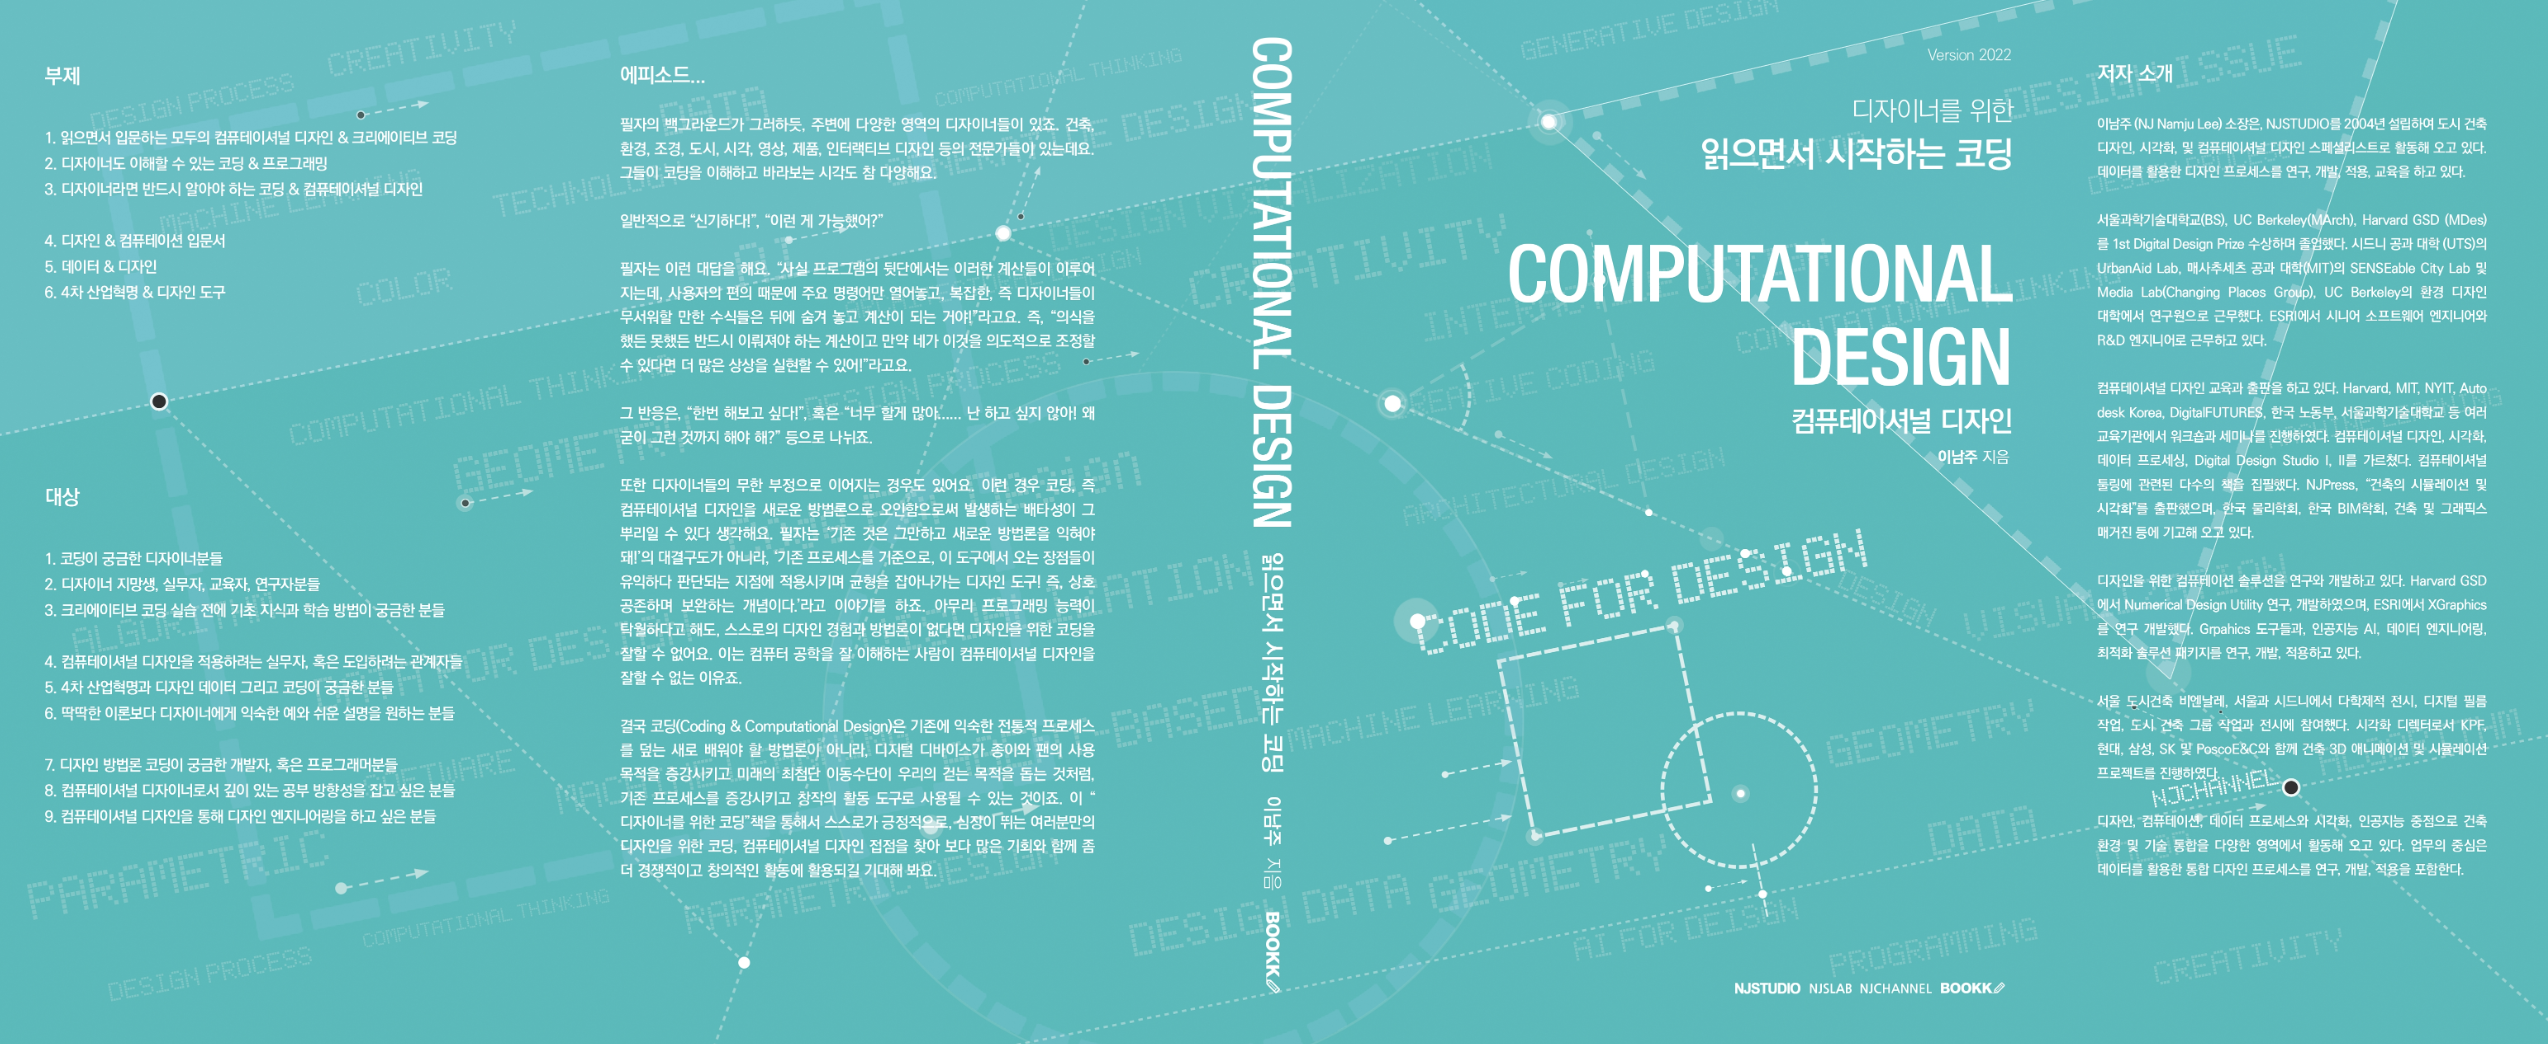 부제
1. 읽으면서 입문하는 모두의 컴퓨테이셔널 디자인 & 크리에이티브 코딩
2. 디자이너도 이해할 수 있는 코딩 & 프로그래밍
3. 디자이너라면 반드시 알아야 하는 코딩 & 컴퓨테이셔널 디자인
4. 디자인 & 컴퓨테이션 입문서
5. 데이터 & 디자인
6. 4차 산업혁명 & 디자인 도구
대상
1. 코딩이 궁금한 디자이너분들
2. 디자이너 지망생, 실무자, 교육자, 연구자분들
3. 크리에이티브 코딩 실습 전에 기초 지식과 학습 방법이 궁금한 분들
4. 컴퓨테이셔널 디자인을 적용하려는 실무자, 혹은 도입하려는 관계자들
5. 4차 산업혁명과 디자인 데이터 그리고 코딩이 궁금한 분들
6. 딱딱한 이론보다 디자이너에게 익숙한 예와 쉬운 설명을 원하는 분들
7. 디자인 방법론 코딩이 궁금한 개발자, 혹은 프로그래머분들
8. 컴퓨테이셔널 디자이너로서 깊이 있는 공부 방향성을 잡고 싶은 분들
9. 컴퓨테이셔널 디자인을 통해 디자인 엔지니어링을 하고 싶은 분들
에피소드...
필자의 백그라운드가 그러하듯, 주변에 다양한 영역의 디자이너들이 있죠. 건축,
환경, 조경, 도시, 시각, 영상, 제품, 인터랙티브 디자인 등의 전문가들이 있는데요.
그들이 코딩을 이해하고 바라보는 시각도 참 다양해요.
일반적으로 “신기하다!”, “이런 게 가능했어?”
필자는 이런 대답을 해요. “사실 프로그램의 뒷단에서는 이러한 계산들이 이루어
지는데, 사용자의 편의 때문에 주요 명령어만 열어놓고, 복잡한, 즉 디자이너들이
무서워할 만한 수식들은 뒤에 숨겨 놓고 계산이 되는 거야!”라고요. 즉, “의식을
했든 못했든 반드시 이뤄져야 하는 계산이고 만약 네가 이것을 의도적으로 조정할
수 있다면 더 많은 상상을 실현할 수 있어!”라고요.
그 반응은, “한번 해보고 싶다!”, 혹은 “너무 할게 많아...... 난 하고 싶지 않아! 왜
굳이 그런 것까지 해야 해?” 등으로 나뉘죠.
또한 디자이너들의 무한 부정으로 이어지는 경우도 있어요. 이런 경우 코딩, 즉
컴퓨테이셔널 디자인을 새로운 방법론으로 오인함으로써 발생하는 배타성이 그
뿌리일 수 있다 생각해요. 필자는 ‘기존 것은 그만하고 새로운 방법론을 익혀야
돼!’의 대결구도가 아니라, ‘기존 프로세스를 기준으로, 이 도구에서 오는 장점들이
유익하다 판단되는 지점에 적용시키며 균형을 잡아나가는 디자인 도구! 즉, 상호
공존하며 보완하는 개념이다.’라고 이야기를 하죠. 아무리 프로그래밍 능력이
탁월하다고 해도, 스스로의 디자인 경험과 방법론이 없다면 디자인을 위한 코딩을
잘할 수 없어요. 이는 컴퓨터 공학을 잘 이해하는 사람이 컴퓨테이셔널 디자인을
잘할 수 없는 이유죠.
결국 코딩(Coding & Computational Design)은 기존에 익숙한 전통적 프로세스
를 덮는 새로 배워야 할 방법론이 아니라, 디지털 디바이스가 종이와 팬의 사용
목적을 증강시키고 미래의 최첨단 이동수단이 우리의 걷는 목적을 돕는 것처럼,
기존 프로세스를 증강시키고 창작의 활동 도구로 사용될 수 있는 것이죠. 이 “
디자이너를 위한 코딩”책을 통해서 스스로가 긍정적으로, 심장이 뛰는 여러분만의
디자인을 위한 코딩, 컴퓨테이셔널 디자인 접점을 찾아 보다 많은 기회와 함께 좀
더 경쟁적이고 창의적인 활동에 활용되길 기대해 봐요.
COMPUTATIONAL DESIGN 읽으면서 시작하는 코딩 이남주 지음 BOOKK
Version 2022
디자이너를 위한
읽으면서 시작하는 코딩
COMPUTATIONAL
DESIGN
컴퓨테이셔널 디자인
이남주 지음
CODE FOR DESIGN
NJSTUDIO NJSLAB NJCHANNEL BOOKK
저자 소개
이남주 (NJ Namju Lee) 소장은, NJSTUDIO를 2004년 설립하여 도시 건축
디자인, 시각화, 및 컴퓨테이셔널 디자인 스페셜리스트로 활동해 오고 있다.
데이터를 활용한 디자인 프로세스를 연구, 개발, 적용, 교육을 하고 있다.
서울과학기술대학교(BS), UC Berkeley(MArch), Harvard GSD (MDes)
를 1st Digital Design Prize 수상하며 졸업했다. 시드니 공과 대학 (UTS)의
UrbanAid Lab, 매사추세츠 공과 대학(MIT)의 SENSEable City Lab 및
Media Lab(Changing Places Group), UC Berkeley의 환경 디자인
대학에서 연구원으로 근무했다. ESRI에서 시니어 소프트웨어 엔지니어와
R&D 엔지니어로 근무하고 있다.
컴퓨테이셔널 디자인 교육과 출판을 하고 있다. Harvard, MIT, NYIT, Auto
desk Korea, DigitalFUTURES, 한국 노동부, 서울과학기술대학교 등 여러
교육기관에서 워크숍과 세미나를 진행하였다. 컴퓨테이셔널 디자인, 시각화,
데이터 프로세싱, Digital Design Studio I, II를 가르쳤다. 컴퓨테이셔널
툴링에 관련된 다수의 책을 집필했다. NJPress, “건축의 시뮬레이션 및
시각화”를 출판했으며, 한국 물리학회, 한국 BIM학회, 건축 및 그래픽스
매거진 등에 기고해 오고 있다.
디자인을 위한 컴퓨테이션 솔루션을 연구와 개발하고 있다. Harvard GSD
에서 Numerical Design Utility 연구, 개발하였으며, ESRI에서 XGraphics
를 연구 개발했다. Grpahics 도구들과, 인공지능 AI, 데이터 엔지니어링,
최적화 솔루션 패키지를 연구, 개발, 적용하고 있다.
서울 도시건축 비엔날레, 서울과 시드니에서 다학제적 전시, 디지털 필름
작업, 도시 건축 그룹 작업과 전시에 참여했다. 시각화 디렉터로서 KPF,
현대, 삼성, SK 및 PoscoE&C와 함께 건축 3D 애니메이션 및 시뮬레이션
프로젝트를 진행하였다.
NJCHANNEL
디자인, 컴퓨테이션, 데이터 프로세스와 시각화, 인공지능 중점으로 건축
환경 및 기술 통합을 다양한 영역에서 활동해 오고 있다. 업무의 중심은
데이터를 활용한 통합 디자인 프로세스를 연구, 개발, 적용을 포함한다.
DESIGN PROCESS
CREATIVITY
MACHINE LEARNING
COLOR
COMPUTATIONAL THINKING
GEOMETRY
PARAMETRIC
COMPUTATIONAL THINKING
DESIGN PROCESS
DATA
COMPUTATIONAL THINKING
CREATIVITY
GENERATIVE DESIGN
DESIGN ISSUE
CREATIVE CODING
ARCHITECTURAL DESIGN
MACHINE LEARNING
DESIGN DATA GEOMETRY
AI FOR DEISGN
PROGRAMMING
GEOMETRY
DATA
CREATIVITY